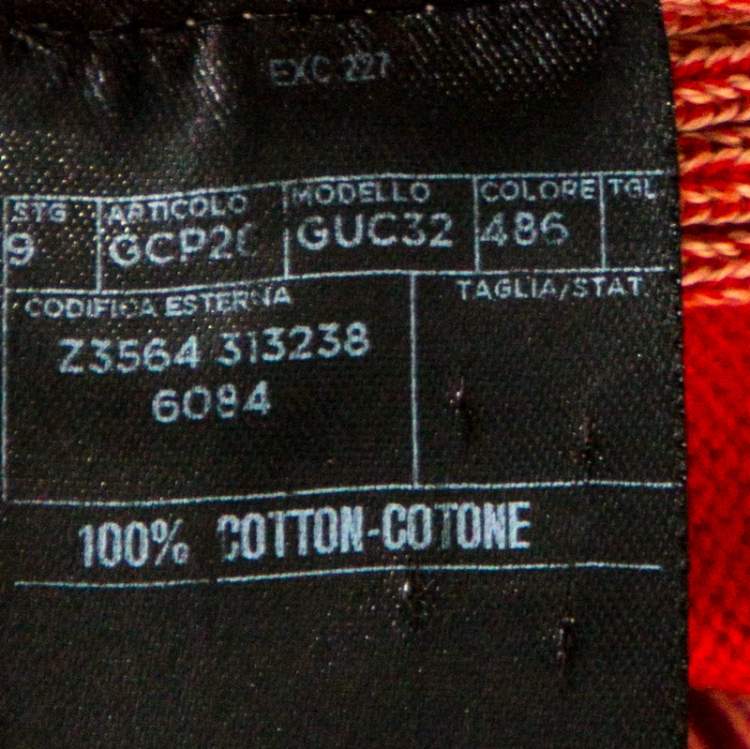 EXC 227
STG ARTICOLO MODELLO COLORE TGL
9 GCP20 GUC32 486
CODIFICA ESTERNA TAGLIA/STAT.
Z3564 313238
6084
100% COTTON-COTONE